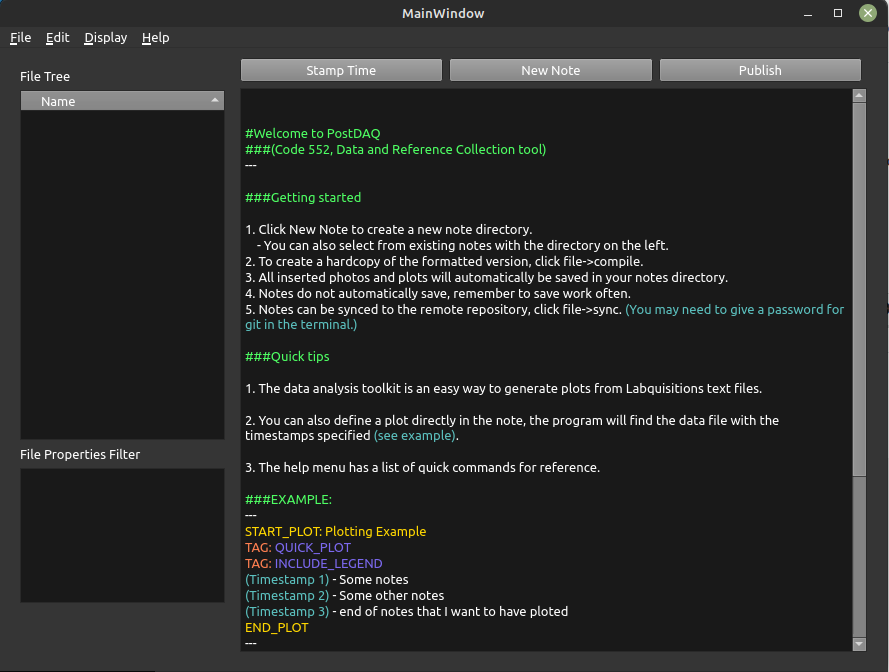 MainWindow
File Edit Display Help
File Tree
Name
Stamp Time New Note Publish
#Welcome to PostDAQ
###(Code 552, Data and Reference Collection tool)
---
###Getting started
1. Click New Note to create a new note directory.
- You can also select from existing notes with the directory on the left.
2. To create a hardcopy of the formatted version, click file->compile.
3. All inserted photos and plots will automatically be saved in your notes directory.
4. Notes do not automatically save, remember to save work often.
5. Notes can be synced to the remote repository, click file->sync. (You may need to give a password for
git in the terminal.)
###Quick tips
1. The data analysis toolkit is an easy way to generate plots from Labquisitions text files.
2. You can also define a plot directly in the note, the program will find the data file with the
timestamps specified (see example).
3. The help menu has a list of quick commands for reference.
###EXAMPLE:
---
START_PLOT: Plotting Example
TAG: QUICK_PLOT
TAG: INCLUDE_LEGEND
(Timestamp 1) - Some notes
(Timestamp 2) - Some other notes
(Timestamp 3) - end of notes that I want to have ploted
END_PLOT
---
File Properties Filter